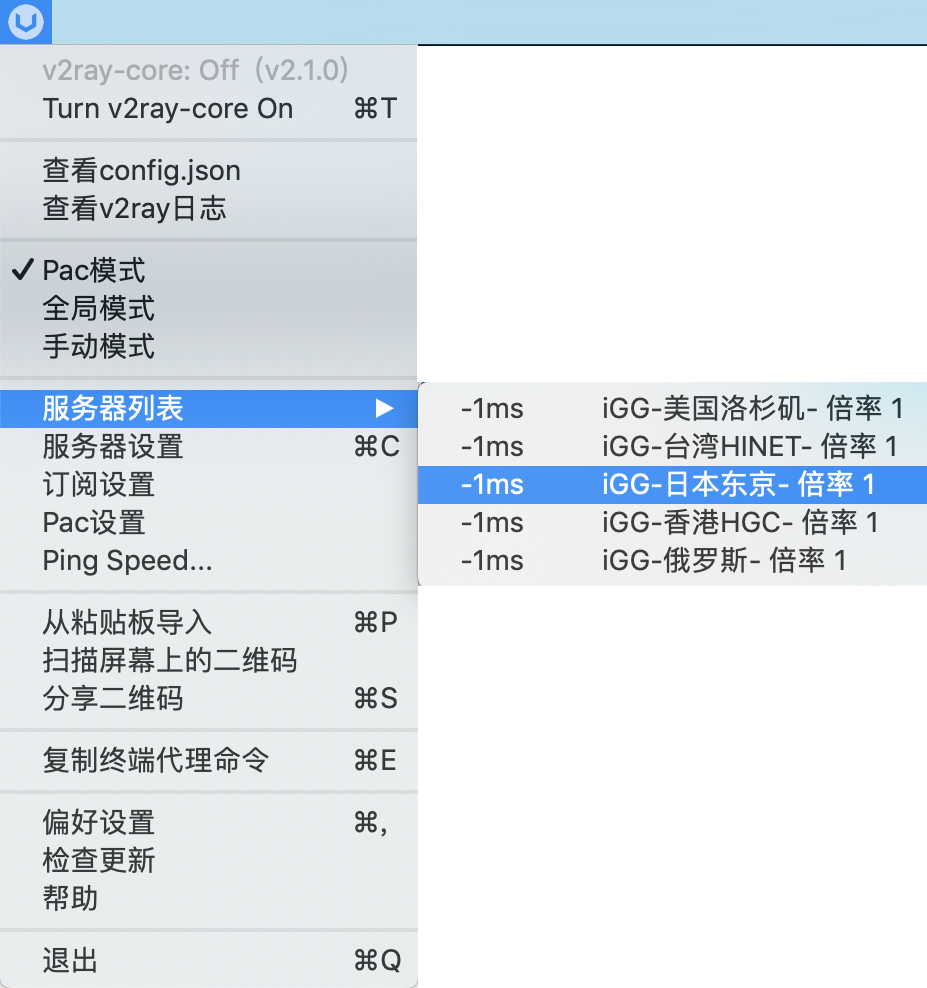 v2ray-core: Off (v2.1.0)
Turn v2ray-core On ⌘T
查看config.json
查看v2ray日志
✓ Pac模式
全局模式
手动模式
服务器列表 ▶
-1ms iGG-美国洛杉矶- 倍率 1
服务器设置 ⌘C
-1ms iGG-台湾HINET- 倍率 1
订阅设置
-1ms iGG-日本东京- 倍率 1
Pac设置
-1ms iGG-香港HGC- 倍率 1
Ping Speed...
-1ms iGG-俄罗斯- 倍率 1
从粘贴板导入 ⌘P
扫描屏幕上的二维码
分享二维码 ⌘S
复制终端代理命令 ⌘E
偏好设置 ⌘,
检查更新
帮助
退出 ⌘Q